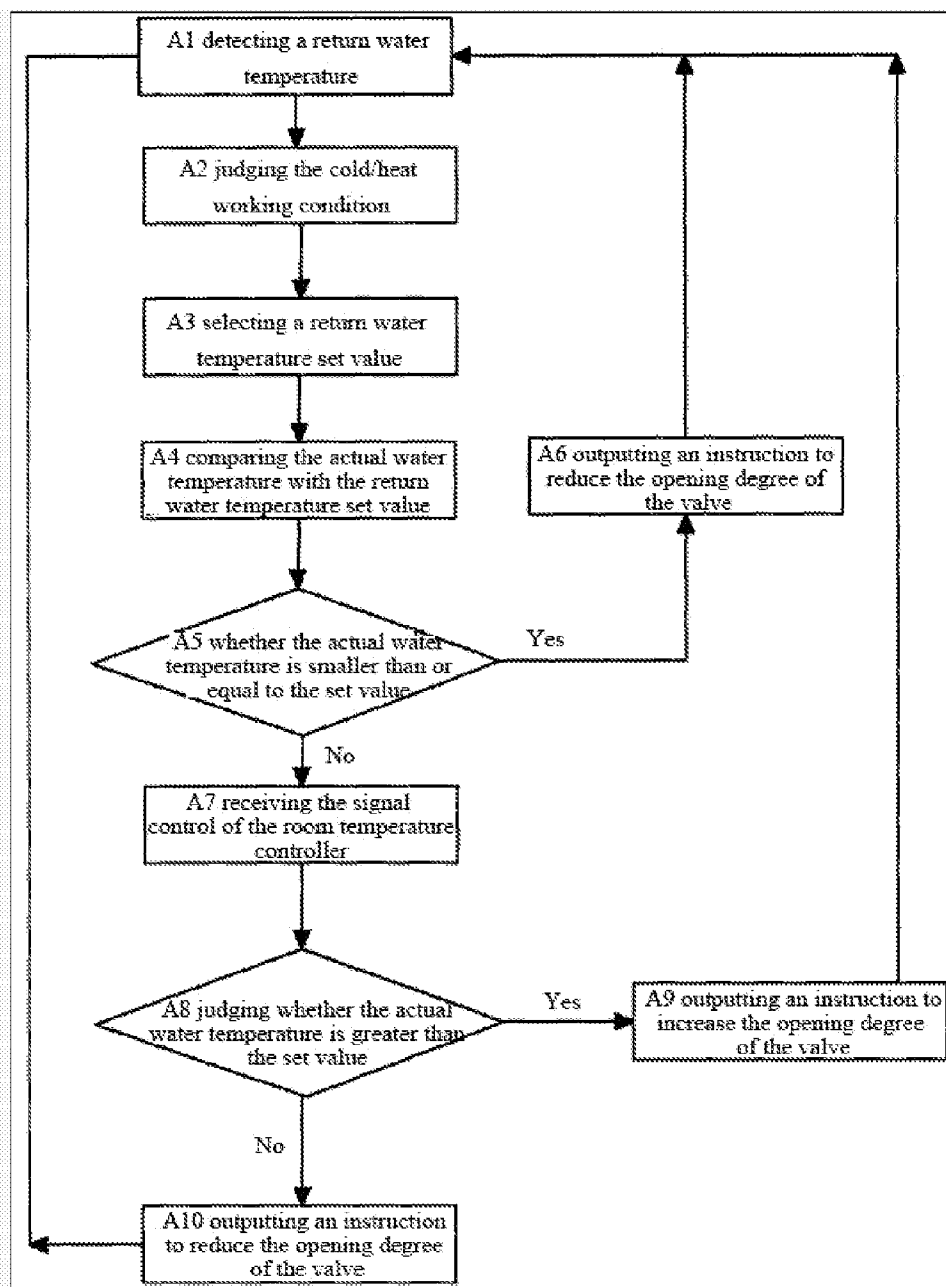 A1 detecting a return water
temperature
A2 judging the cold/heat
working condition
A3 selecting a return water
temperature set value
A4 comparing the actual water
temperature with the return
water temperature set value
A6 outputting an instruction to
reduce the opening degree of
the valve
A5 whether the actual water
temperature is smaller than or
equal to the set value
Yes
No
A7 receiving the signal
control of the room temperature
controller
A8 judging whether the actual
water temperature is greater than
the set value
Yes
A9 outputting an instruction to
increase the opening degree
of the valve
No
A10 outputting an instruction
to reduce the opening degree
of the valve